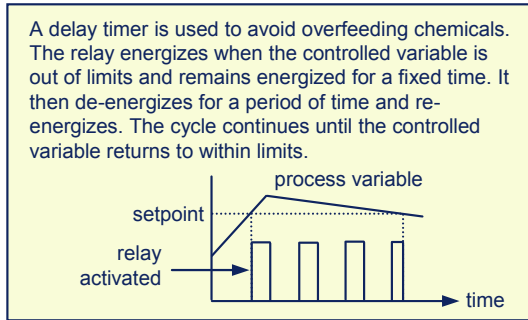 A delay timer is used to avoid overfeeding chemicals.
The relay energizes when the controlled variable is
out of limits and remains energized for a fixed time. It
then de-energizes for a period of time and re-
energizes. The cycle continues until the controlled
variable returns to within limits.
process variable
setpoint
relay
activated
time